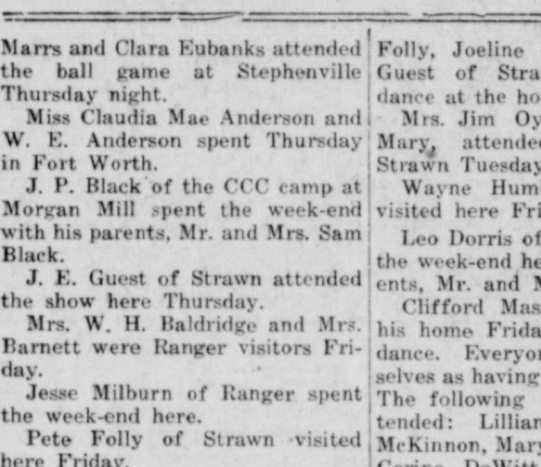 Marrs and Clara Eubanks attended
the ball game at Stephenville
Thursday night.
Miss Claudia Mae Anderson and
W. E. Anderson spent Thursday
in Fort Worth.
J. P. Black of the CCC camp at
Morgan Mill spent the week-end
with his parents, Mr. and Mrs. Sam
Black.
J. E. Guest of Strawn attended
the show here Thursday.
Mrs. W. H. Baldridge and Mrs.
Barnett were Ranger visitors Fri-
day.
Jesse Milburn of Ranger spent
the week-end here.
Pete Folly of Strawn visited
here Friday.
Folly, Joeline
Guest of Stra
dance at the ho
Mrs. Jim Oy
Mary, attended
Strawn Tuesday
Wayne Hum
visited here Fri
Leo Dorris of
the week-end he
ents, Mr. and M
Clifford Mas
his home Frida
dance. Everyon
selves as having
The following
tended: Lillian
McKinnon, Mary